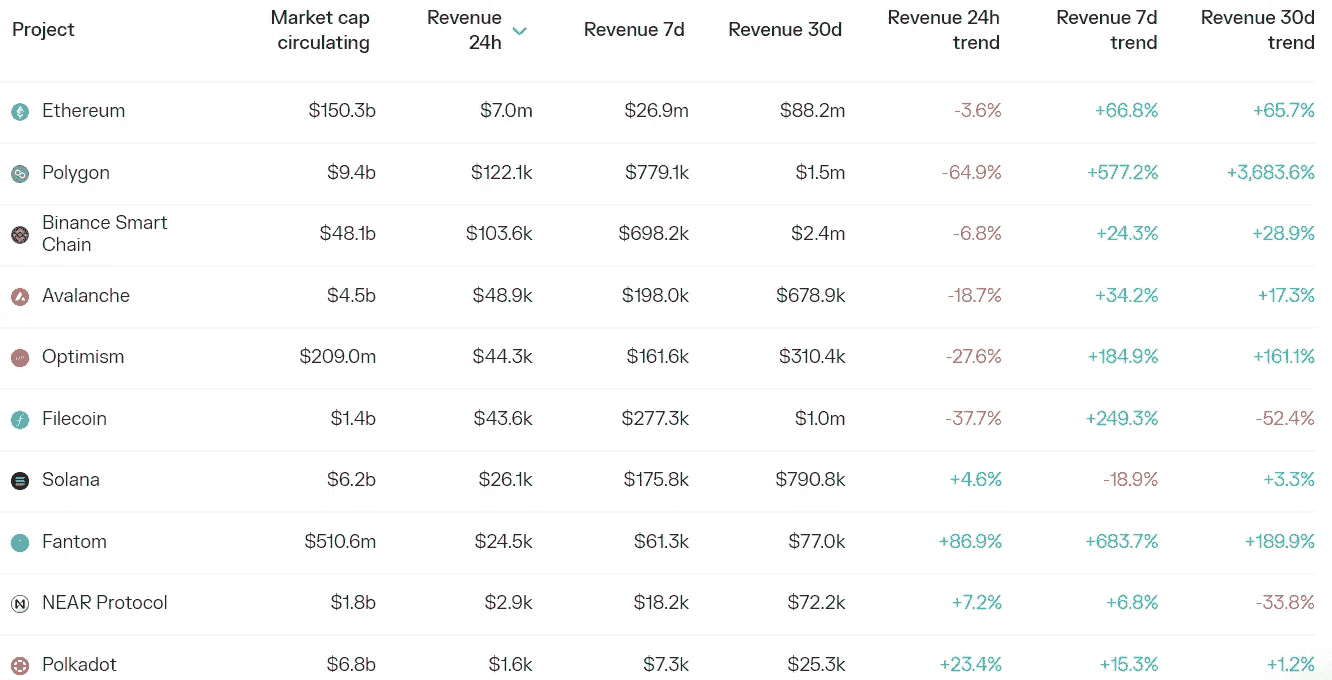 Project Market cap circulating Revenue 24h Revenue 7d Revenue 30d Revenue 24h trend Revenue 7d trend Revenue 30d trend
Ethereum $150.3b $7.0m $26.9m $88.2m -3.6% +66.8% +65.7%
Polygon $9.4b $122.1k $779.1k $1.5m -64.9% +577.2% +3,683.6%
Binance Smart Chain $48.1b $103.6k $698.2k $2.4m -6.8% +24.3% +28.9%
Avalanche $4.5b $48.9k $198.0k $678.9k -18.7% +34.2% +17.3%
Optimism $209.0m $44.3k $161.6k $310.4k -27.6% +184.9% +161.1%
Filecoin $1.4b $43.6k $277.3k $1.0m -37.7% +249.3% -52.4%
Solana $6.2b $26.1k $175.8k $790.8k +4.6% -18.9% +3.3%
Fantom $510.6m $24.5k $61.3k $77.0k +86.9% +683.7% +189.9%
NEAR Protocol $1.8b $2.9k $18.2k $72.2k +7.2% +6.8% -33.8%
Polkadot $6.8b $1.6k $7.3k $25.3k +23.4% +15.3% +1.2%